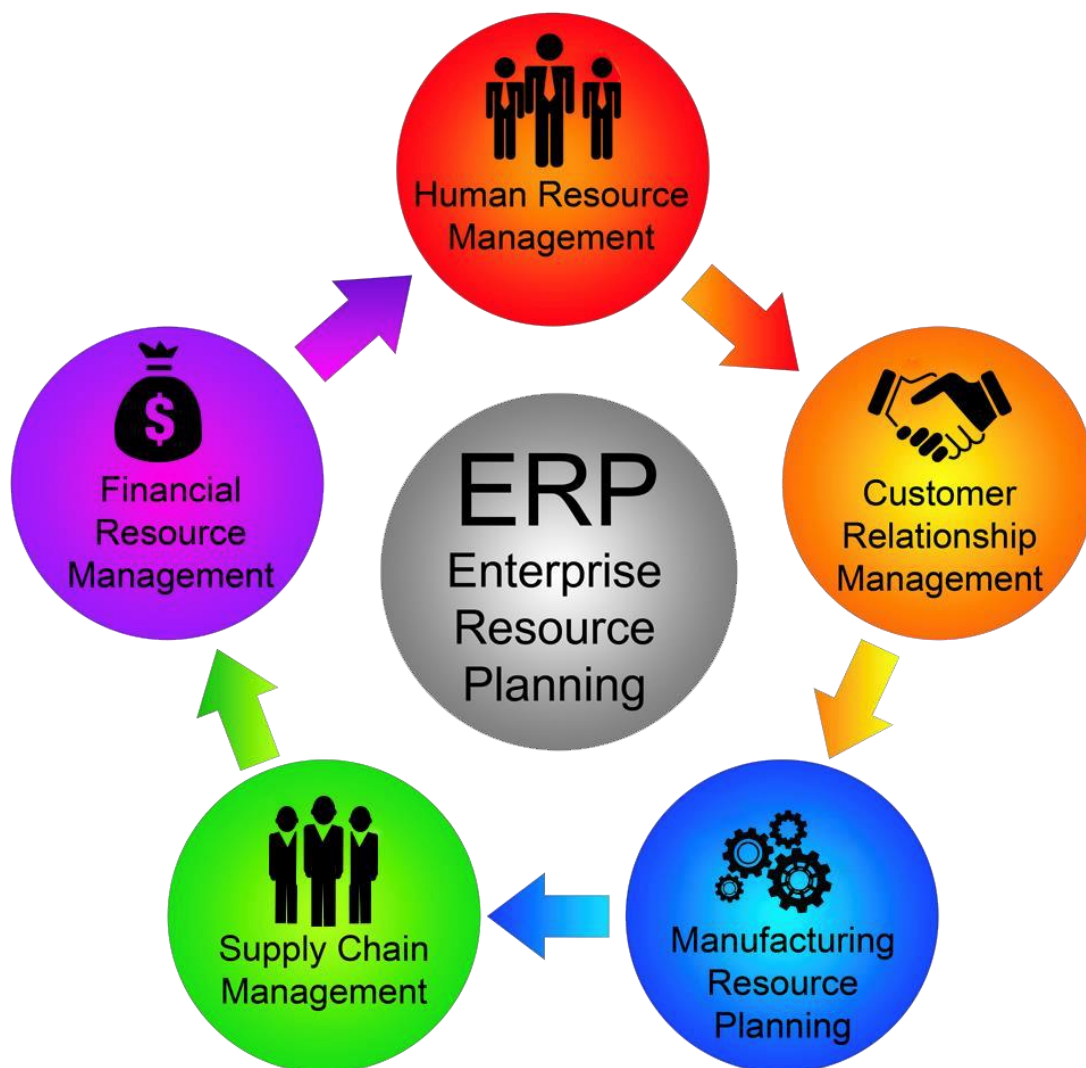 Human Resource
Management
Customer
Relationship
Management
Manufacturing
Resource
Planning
Supply Chain
Management
$
Financial
Resource
Management
ERP
Enterprise
Resource
Planning